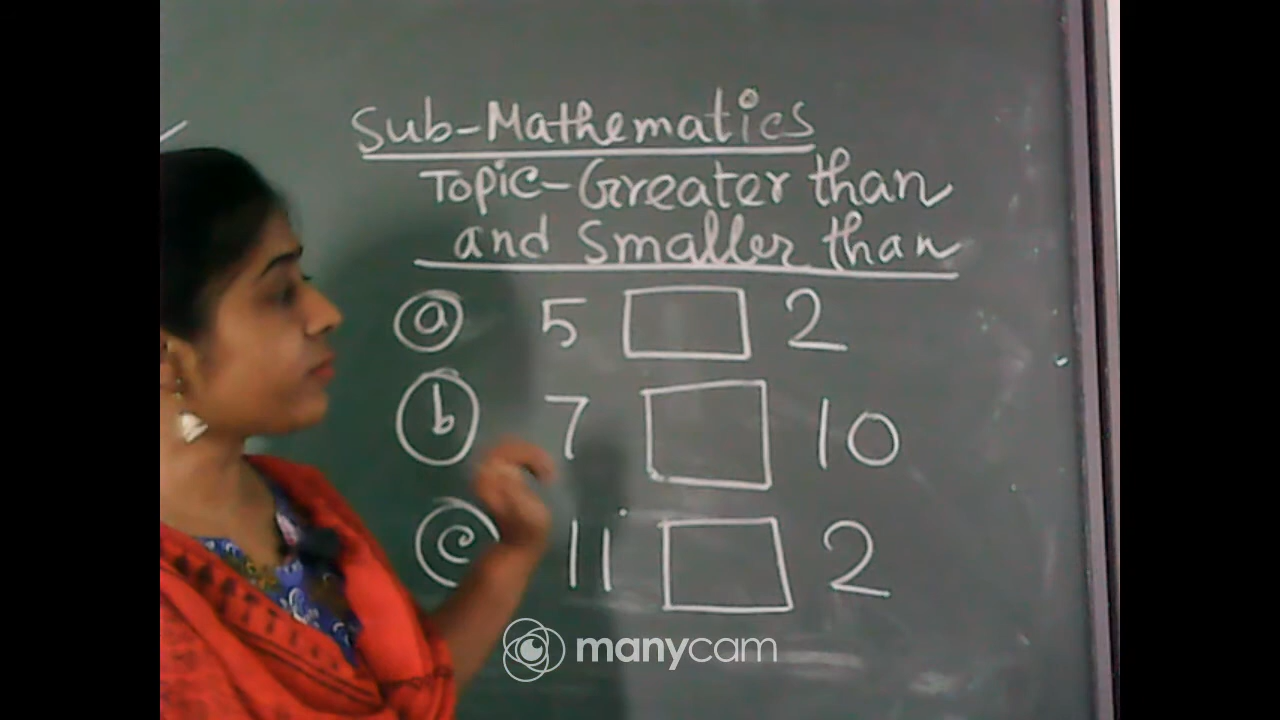 Sub-Mathematics
Topic-Greater than
and Smaller than
a 5 2
b 7 10
c 11 2
manycam